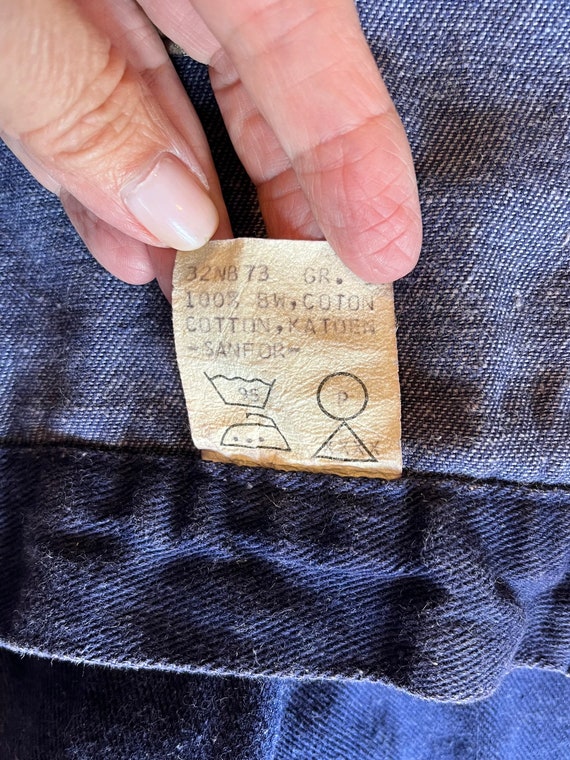 32NB73 GR.
100% BW,COTON
COTTON,KATOEN
-SANFOR-
95 P